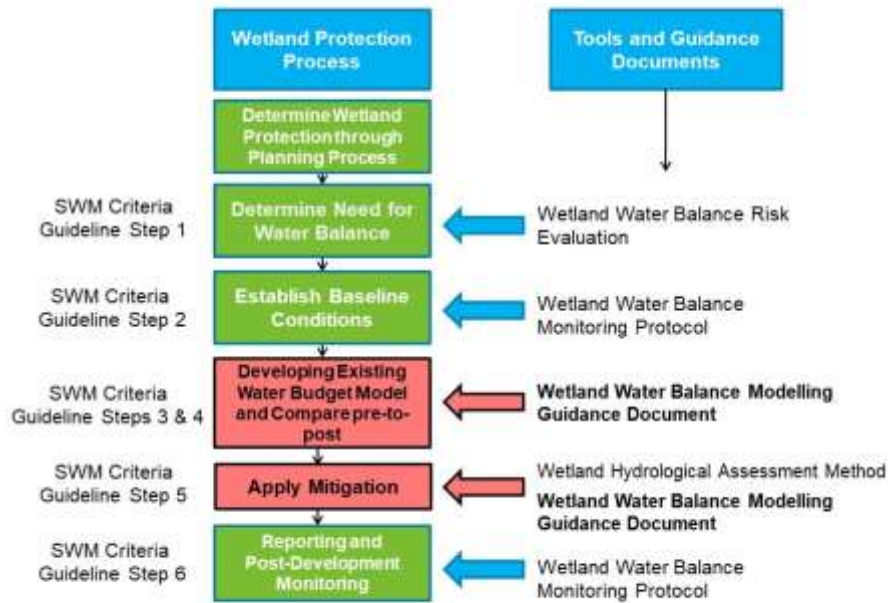 Wetland Protection
Process
Tools and Guidance
Documents
Determine Wetland
Protection through
Planning Process
SWM Criteria
Guideline Step 1
Determine Need for
Water Balance
Wetland Water Balance Risk
Evaluation
SWM Criteria
Guideline Step 2
Establish Baseline
Conditions
Wetland Water Balance
Monitoring Protocol
SWM Criteria
Guideline Steps 3 & 4
Developing Existing
Water Budget Model
and Compare pre-to-
post
Wetland Water Balance Modelling
Guidance Document
SWM Criteria
Guideline Step 5
Apply Mitigation
Wetland Hydrological Assessment Method
Wetland Water Balance Modelling
Guidance Document
SWM Criteria
Guideline Step 6
Reporting and
Post-Development
Monitoring
Wetland Water Balance
Monitoring Protocol